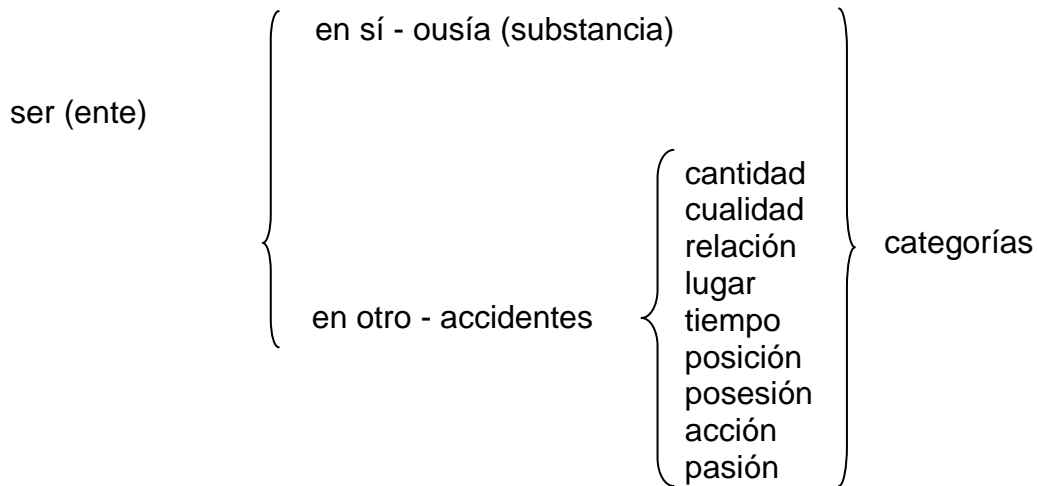 en sí - ousía (substancia)
ser (ente)
cantidad
cualidad
relación
categorías
lugar
en otro - accidentes
tiempo
posición
posesión
acción
pasión